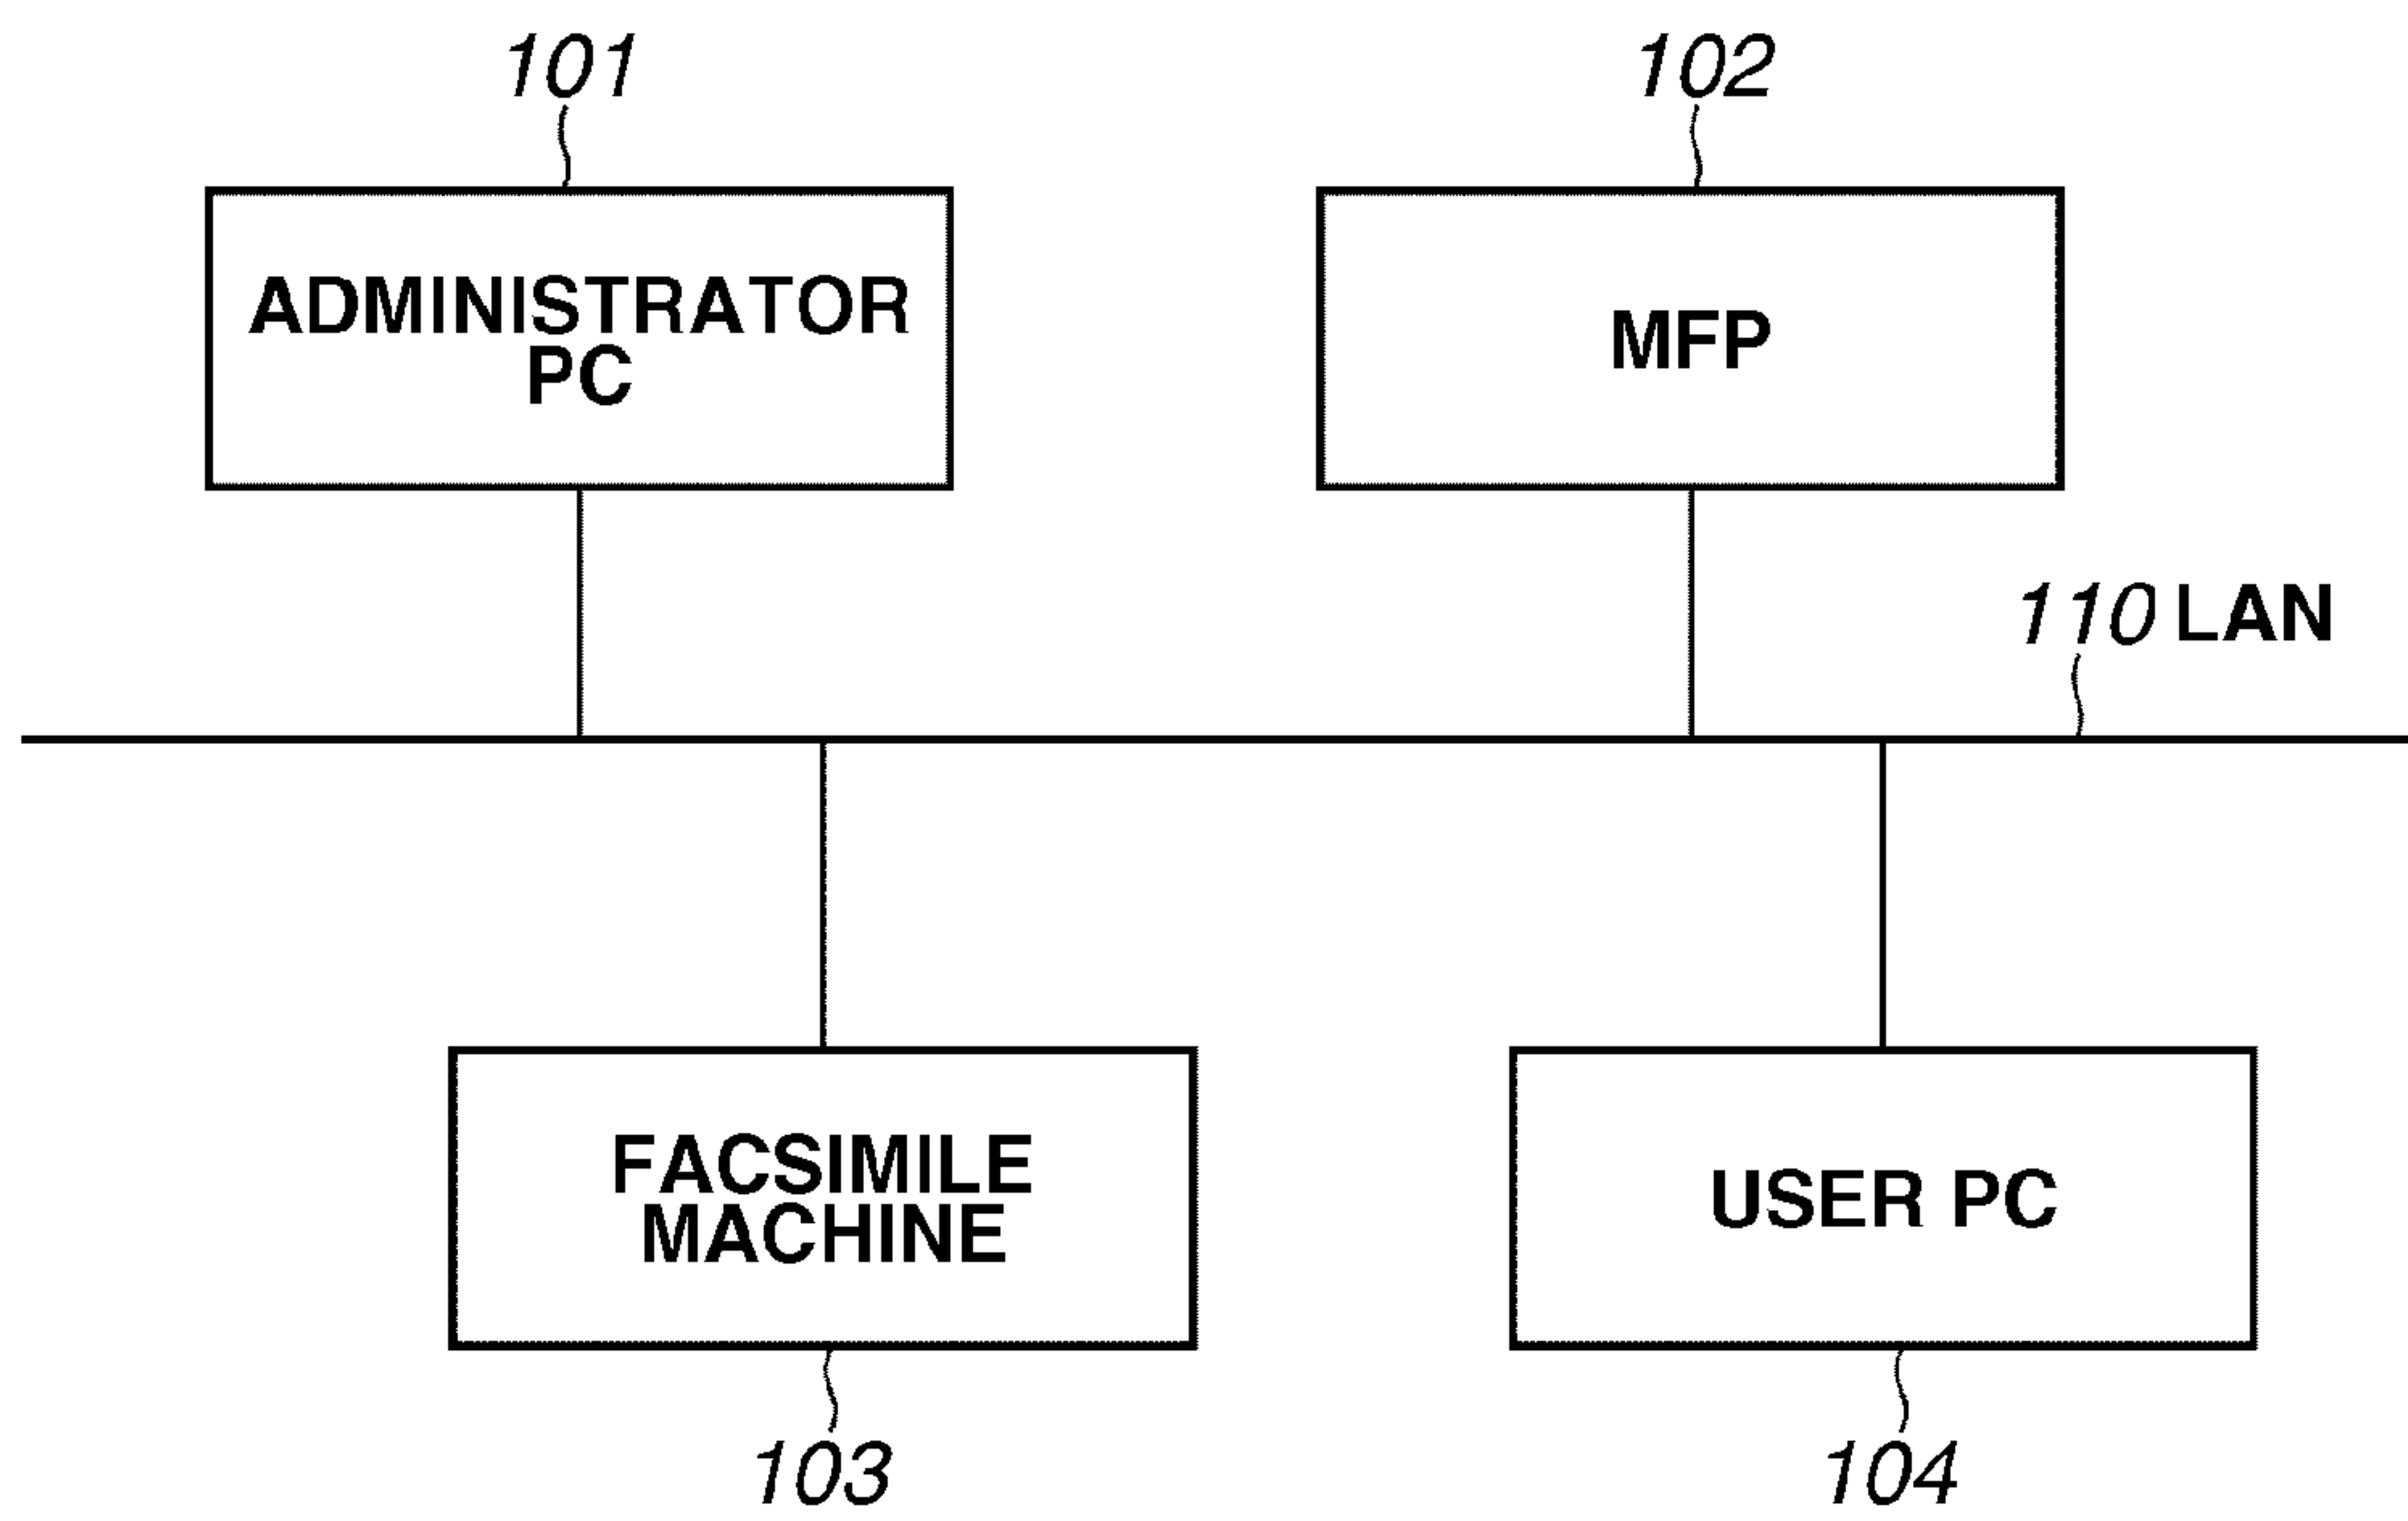 101
102
ADMINISTRATOR
PC
MFP
110 LAN
FACSIMILE
MACHINE
USER PC
103
104